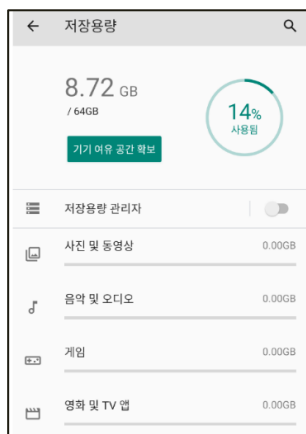 저장용량
8.72 GB
/ 64GB
14%
사용됨
기기 여유 공간 확보
저장용량 관리자
사진 및 동영상 0.00GB
음악 및 오디오 0.00GB
게임 0.00GB
영화 및 TV 앱 0.00GB